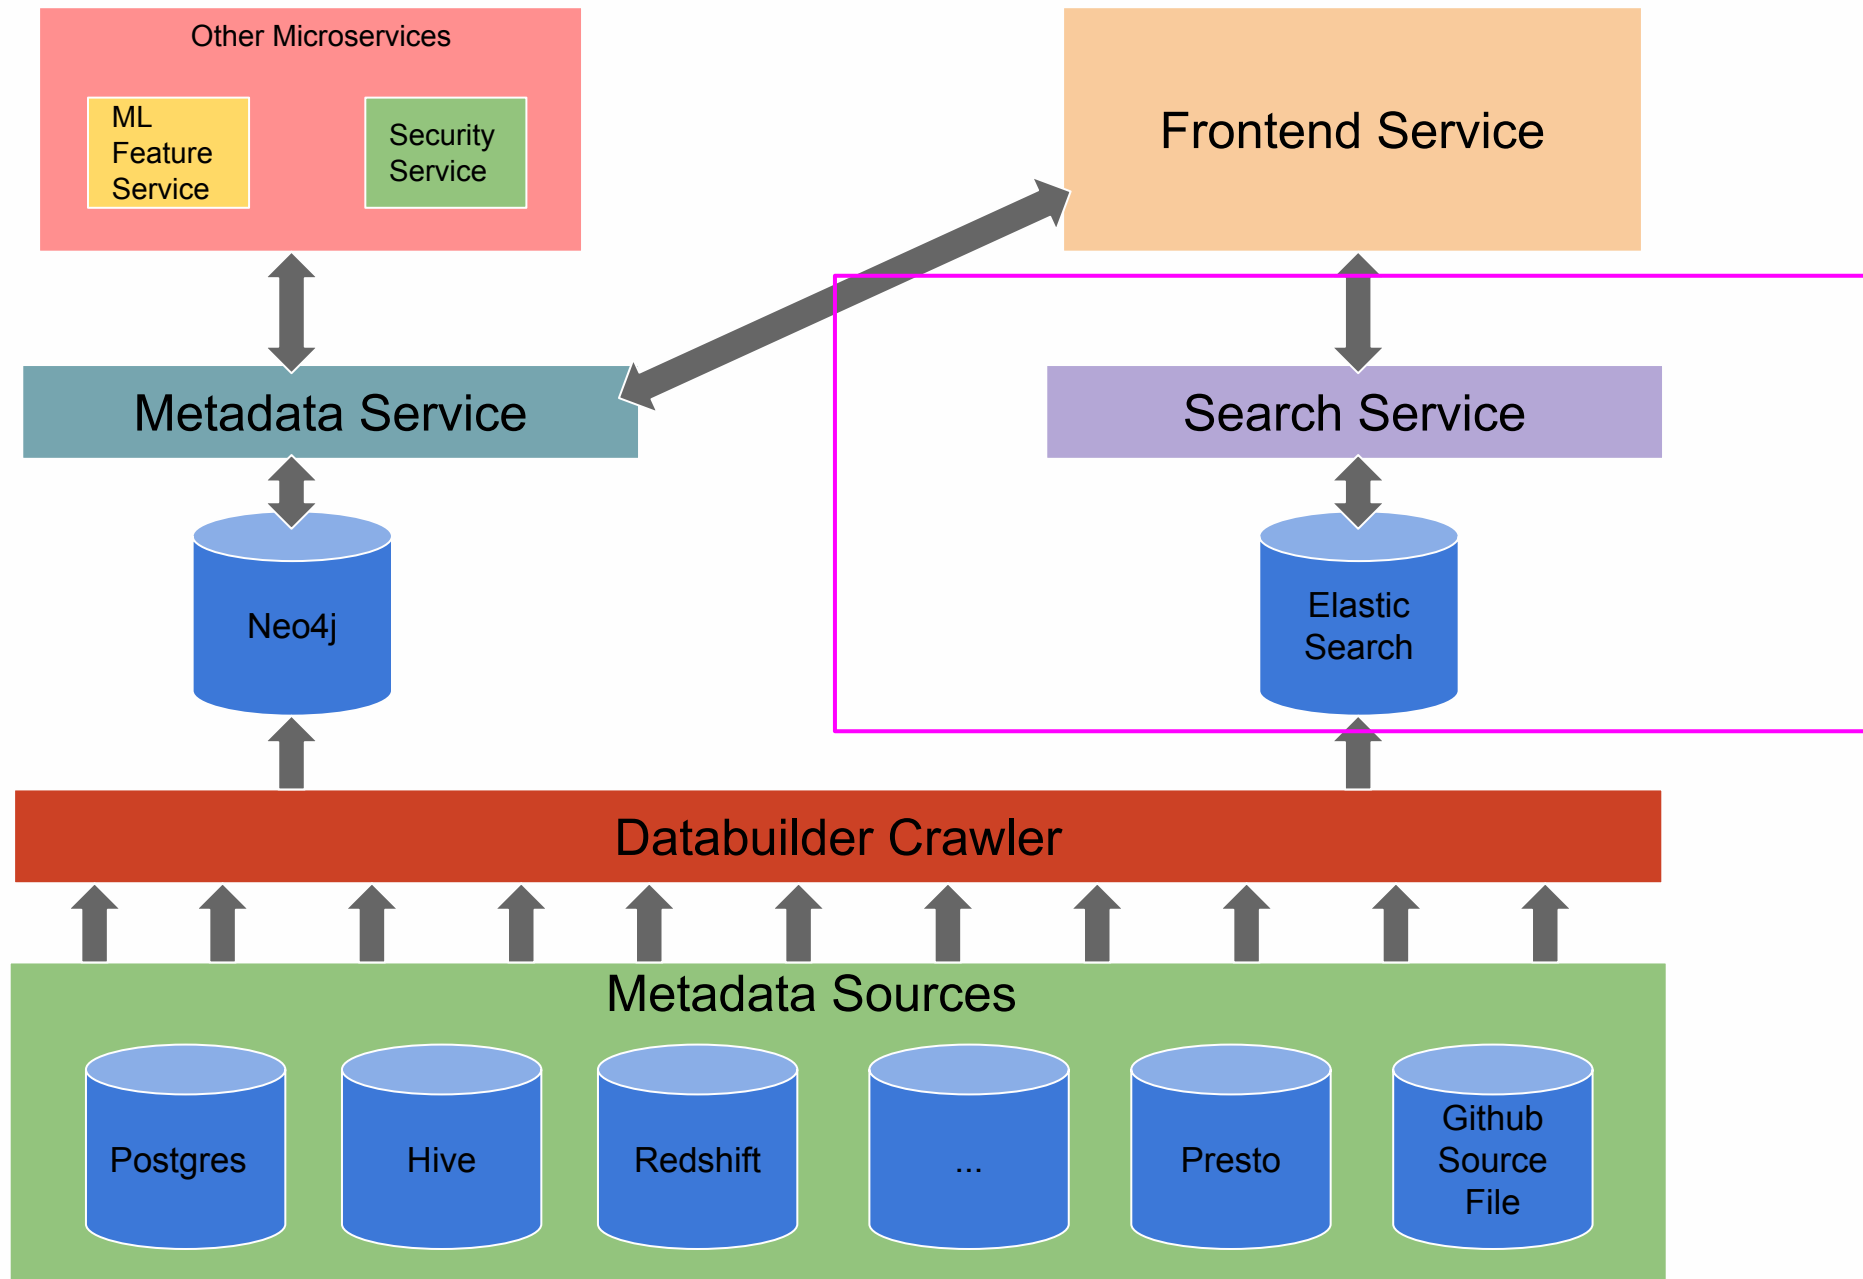 Other Microservices
ML
Feature
Service
Security
Service
Frontend Service
Metadata Service
Search Service
Neo4j
Elastic
Search
Databuilder Crawler
Metadata Sources
Postgres
Hive
Redshift
...
Presto
Github
Source
File